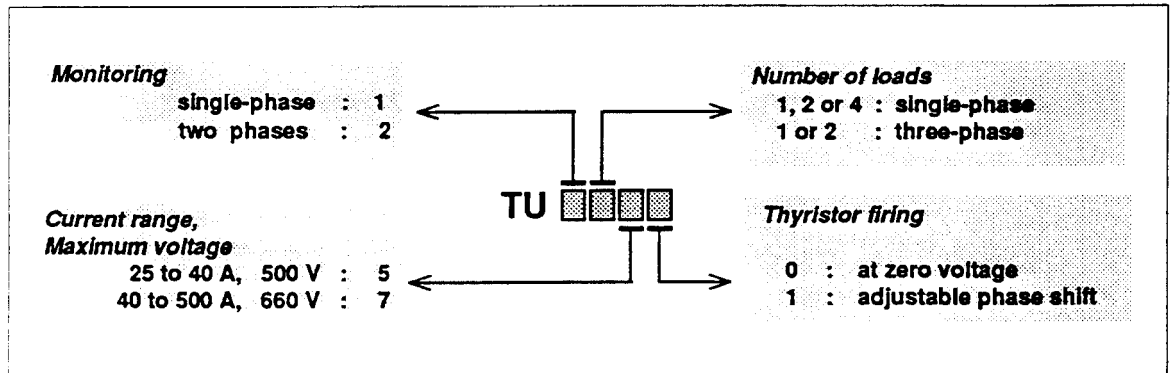 Monitoring
single-phase : 1
two phases : 2
Number of loads
1, 2 or 4 : single-phase
1 or 2 : three-phase
TU
Current range,
Maximum voltage
25 to 40 A, 500 V : 5
40 to 500 A, 660 V : 7
Thyristor firing
0 : at zero voltage
1 : adjustable phase shift